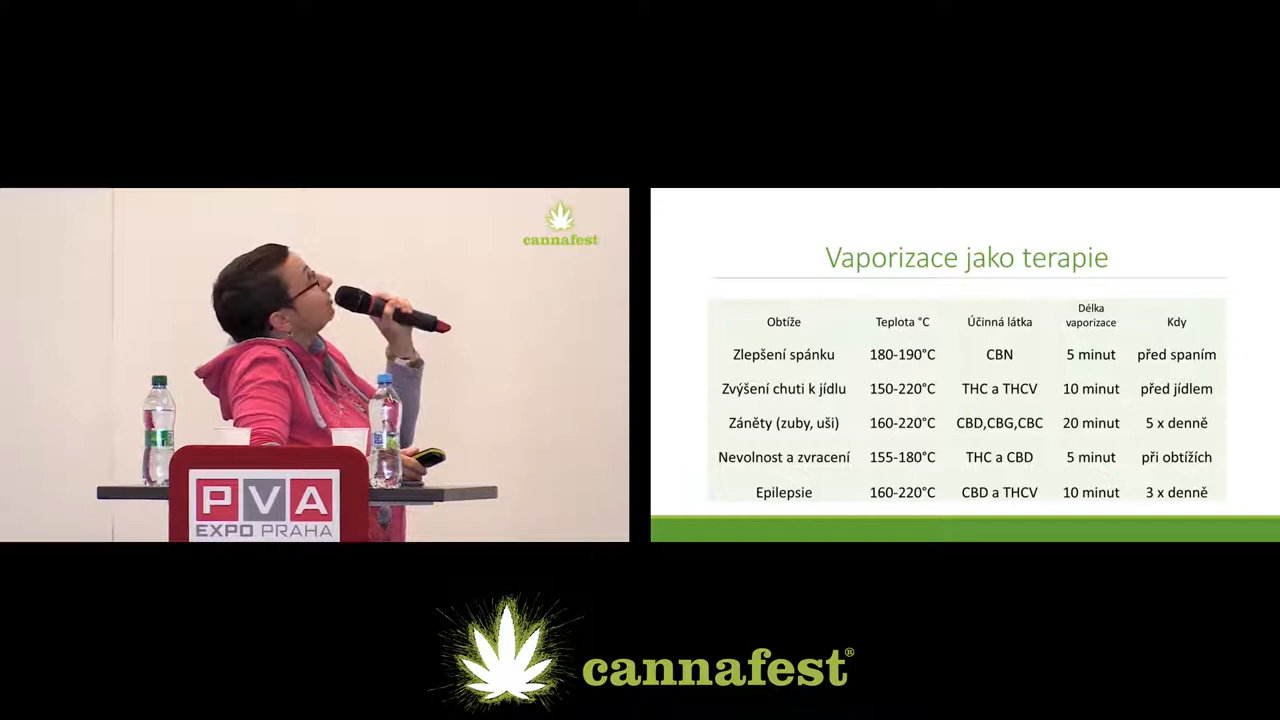 cannafest
PVA
EXPO PRAHA
Vaporizace jako terapie
Obtíže Teplota °C Účinná látka Délka vaporizace Kdy
Zlepšení spánku 180-190°C CBN 5 minut před spaním
Zvýšení chuti k jídlu 150-220°C THC a THCV 10 minut před jídlem
Záněty (zuby, uši) 160-220°C CBD,CBG,CBC 20 minut 5 x denně
Nevolnost a zvracení 155-180°C THC a CBD 5 minut při obtížích
Epilepsie 160-220°C CBD a THCV 10 minut 3 x denně
cannafest®